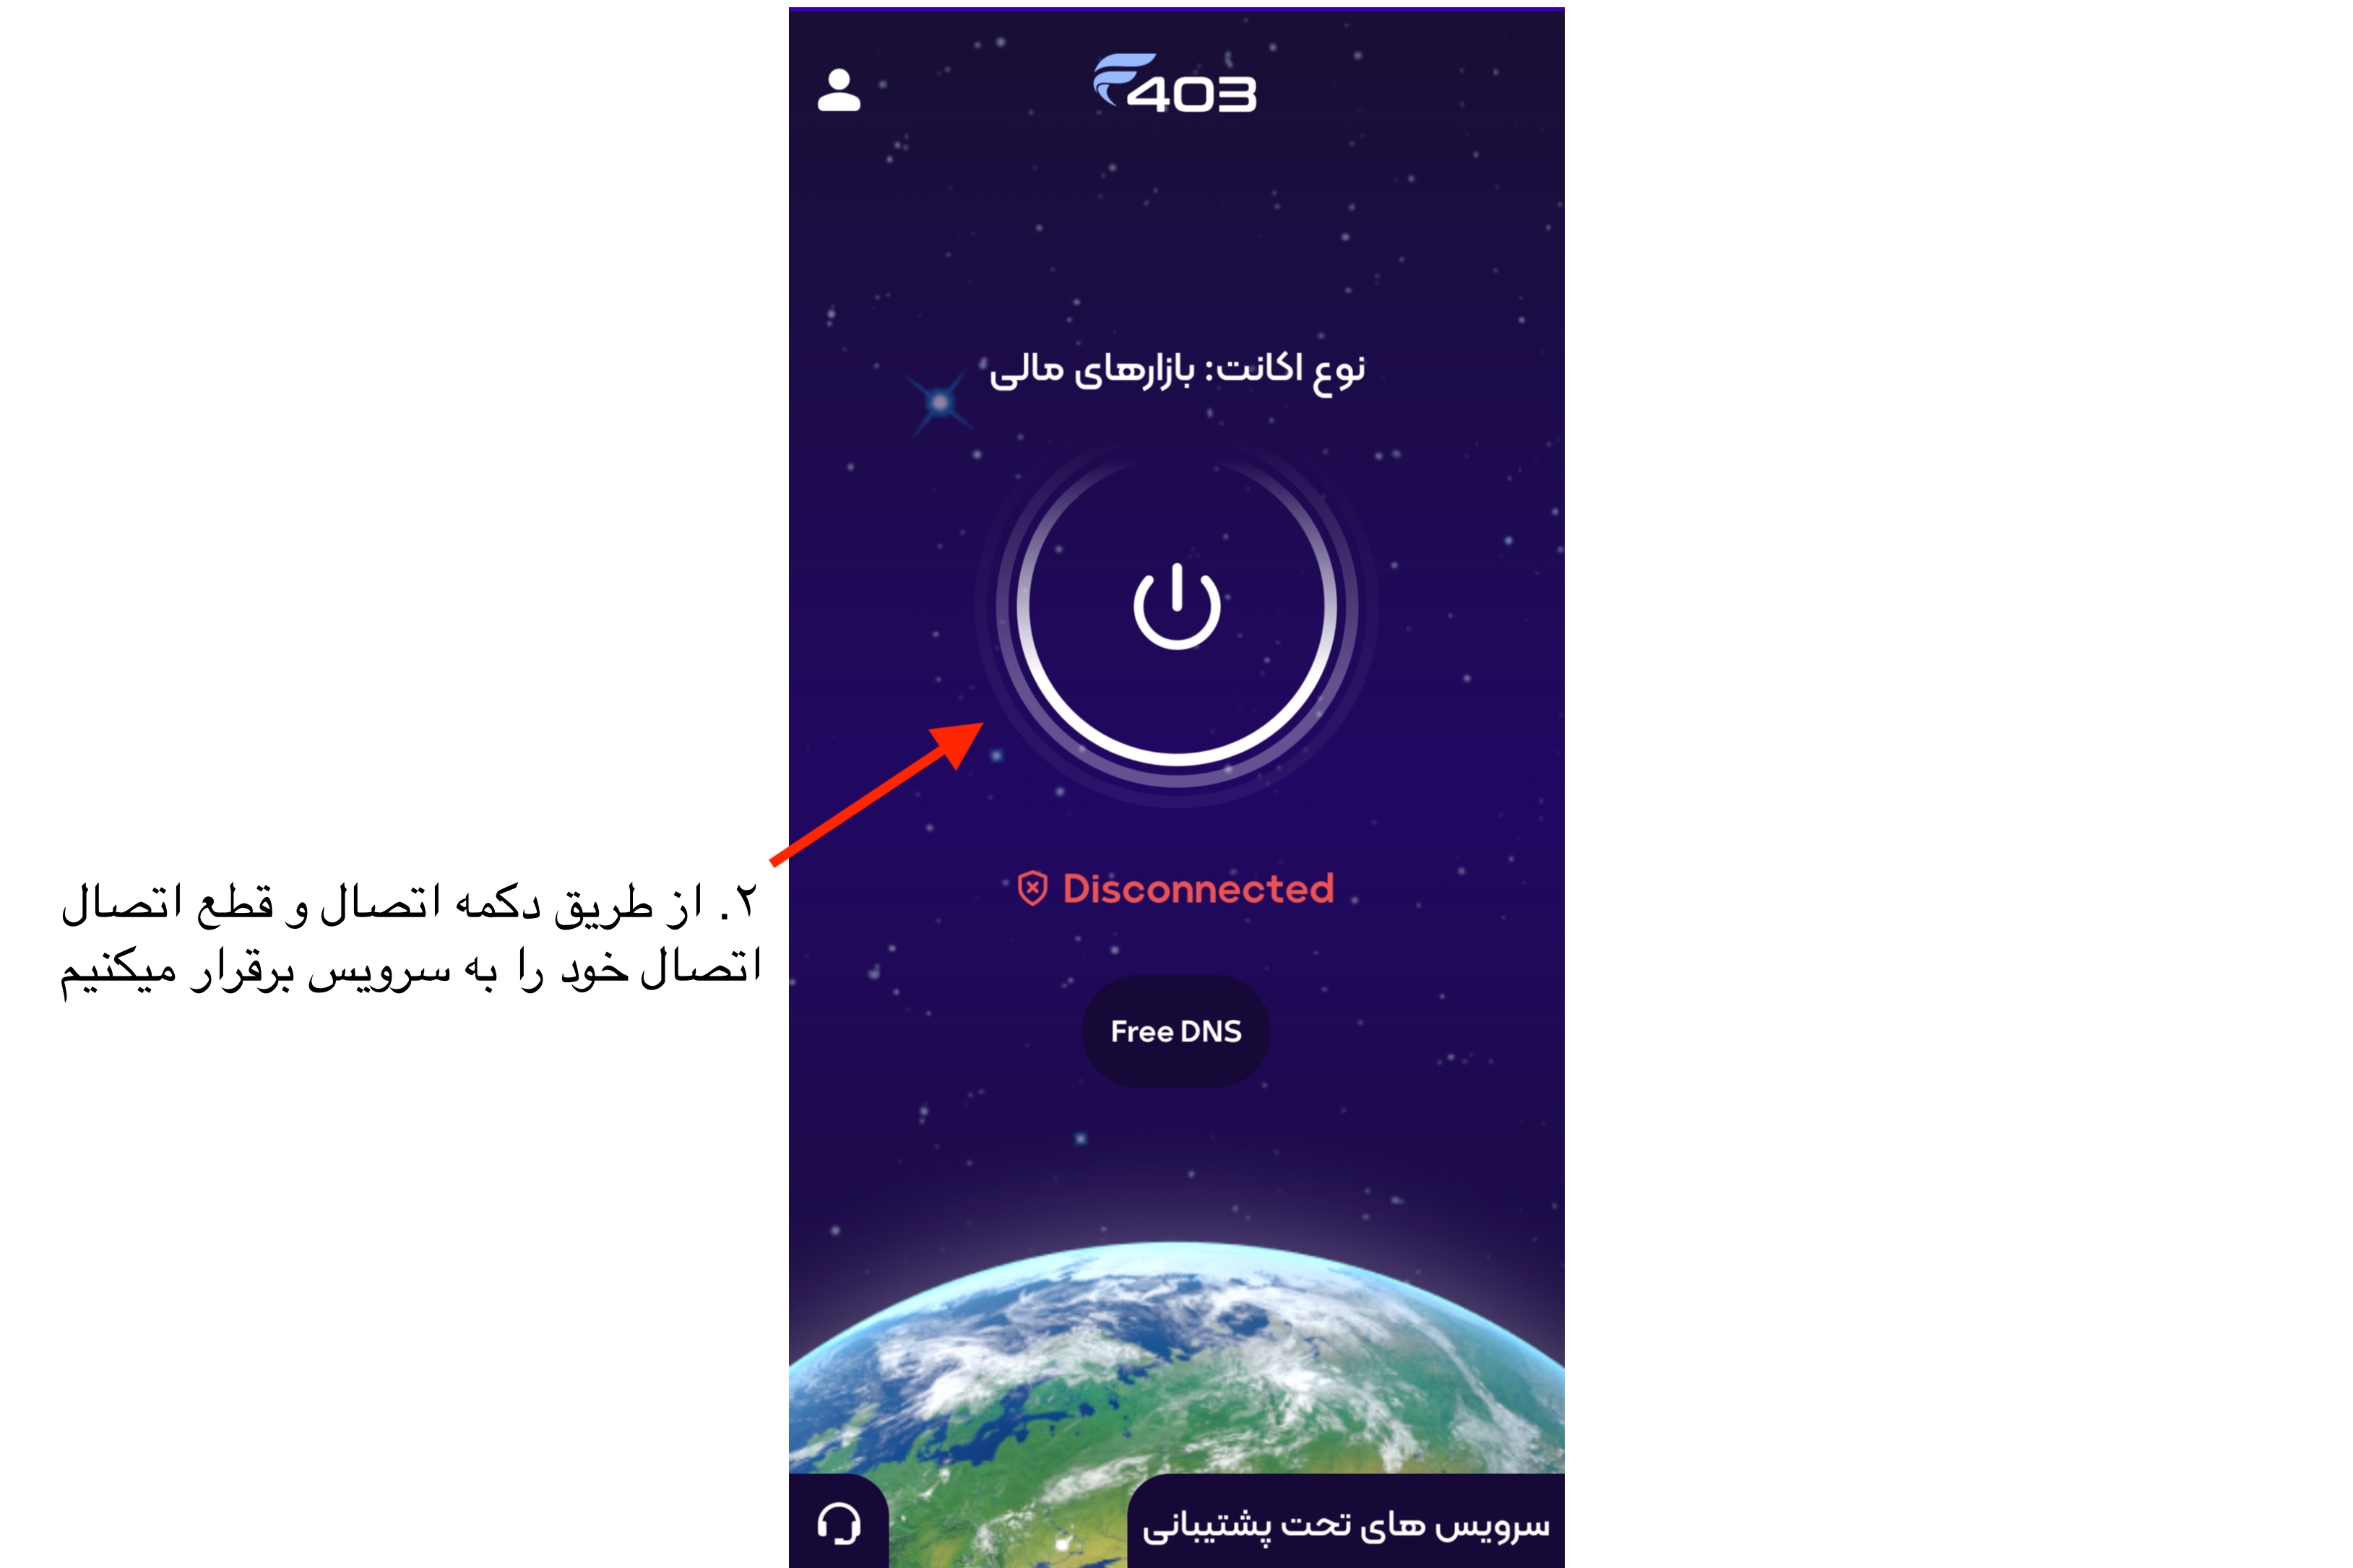 403
نوع اکانت: بازارهای مالی
Disconnected
۲. از طریق دکمه اتصال و قطع اتصال
اتصال خود را به سرویس برقرار میکنیم
Free DNS
سرویس های تحت پشتیبانی